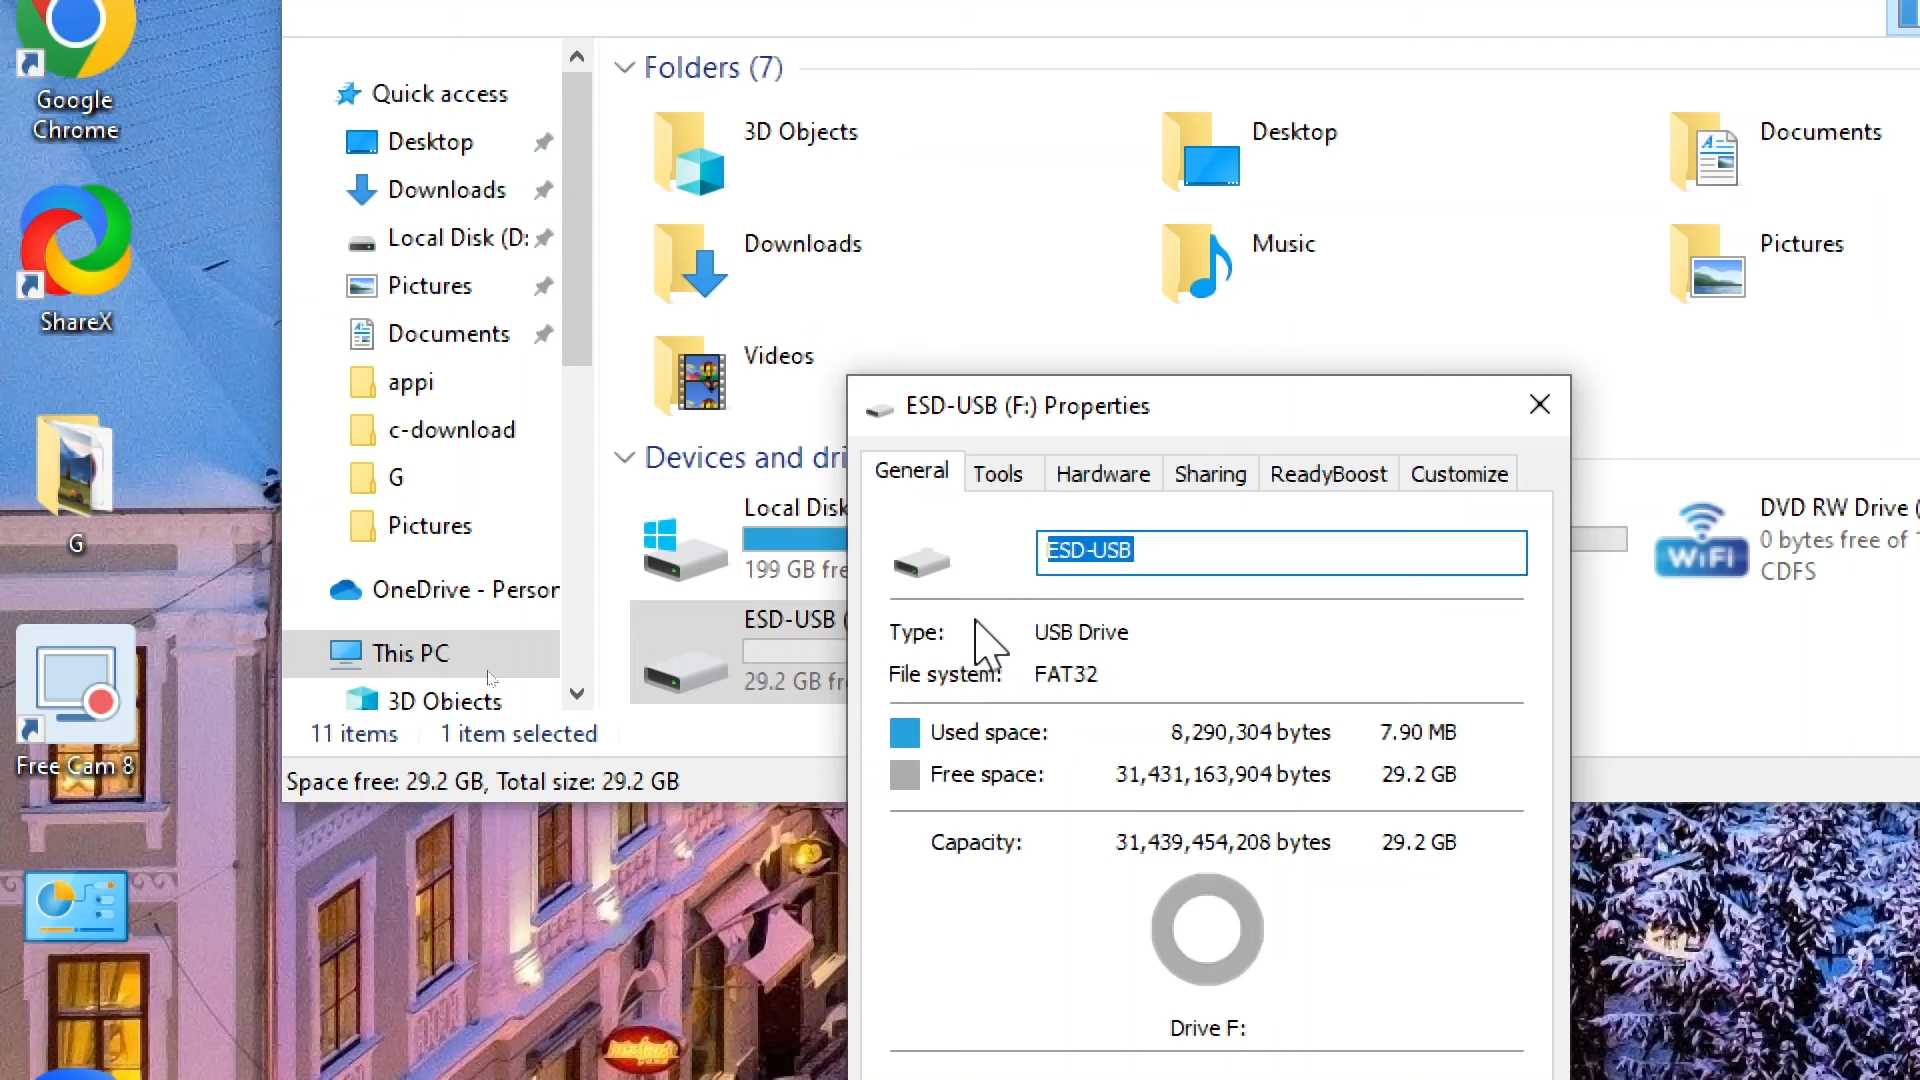 Google
Chrome
ShareX
G
Free Cam 8
Quick access
Desktop
Downloads
Local Disk (D:
Pictures
Documents
appi
c-download
G
Pictures
OneDrive - Person
This PC
3D Objects
11 items 1 item selected
Space free: 29.2 GB, Total size: 29.2 GB
Folders (7)
3D Objects
Desktop
Documents
Downloads
Music
Pictures
Videos
Devices and dri
Local Disk
199 GB fre
ESD-USB (
29.2 GB fr
WiFi
DVD RW Drive (
0 bytes free of
CDFS
ESD-USB (F:) Properties
General Tools Hardware Sharing ReadyBoost Customize
ESD-USB
Type: USB Drive
File system: FAT32
Used space: 8,290,304 bytes 7.90 MB
Free space: 31,431,163,904 bytes 29.2 GB
Capacity: 31,439,454,208 bytes 29.2 GB
Drive F: